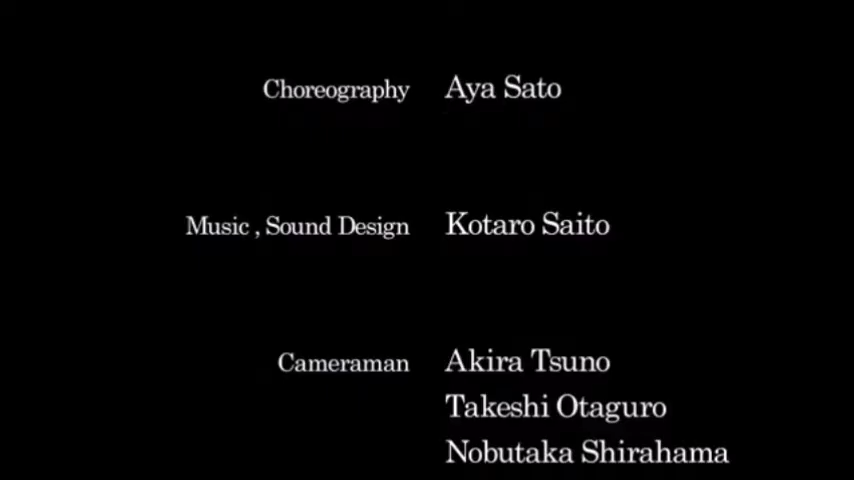 Choreography Aya Sato
Music , Sound Design Kotaro Saito
Cameraman Akira Tsuno
Takeshi Otaguro
Nobutaka Shirahama